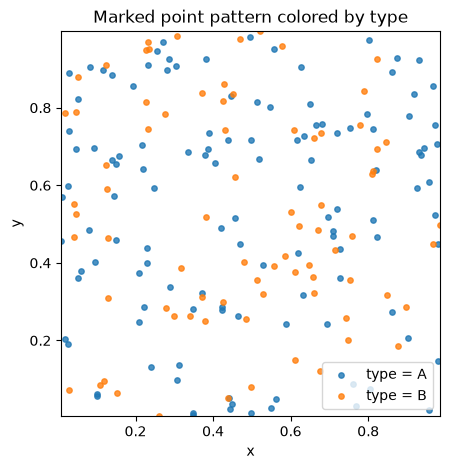 Marked point pattern colored by type
y
0.8
0.6
0.4
0.2
0.2
0.4
0.6
0.8
x
type = A
type = B